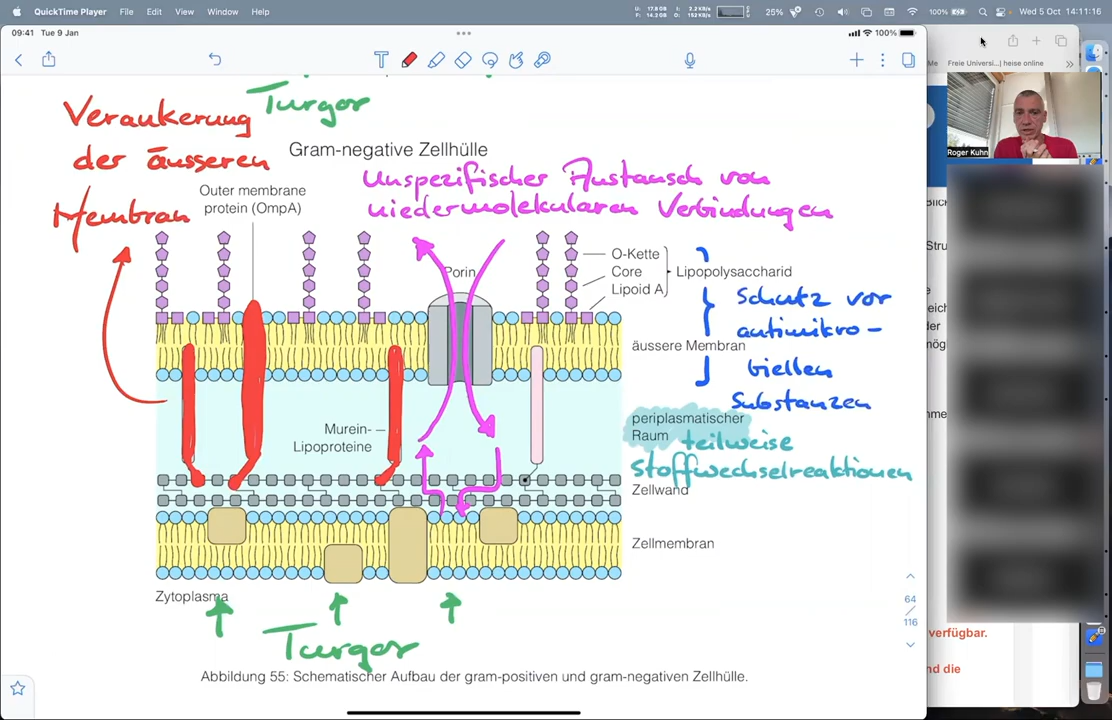 QuickTime Player File Edit View Window Help
25% 100% Wed 5 Oct 14:11:16
09:41 Tue 9 Jan
100%
Freie Universi...| heise online
Roger Kuhn
Turgor
Verankerung
der äusseren
Membran
Gram-negative Zellhülle
Unspezifischer Austausch von
niedermolekularen Verbindungen
Outer membrane
protein (OmpA)
Porin
O-Kette
Core
Lipoid A
Lipopolysaccharid
Schutz vor
antimikro-
biellen
Substanzen
äussere Membran
Murein-
Lipoproteine
periplasmatischer
Raum teilweise
Stoffwechselreaktionen
Zellwand
Zellmembran
Zytoplasma
Turgor
64
/
116
Abbildung 55: Schematischer Aufbau der gram-positiven und gram-negativen Zellhülle.
verfügbar.
nd die